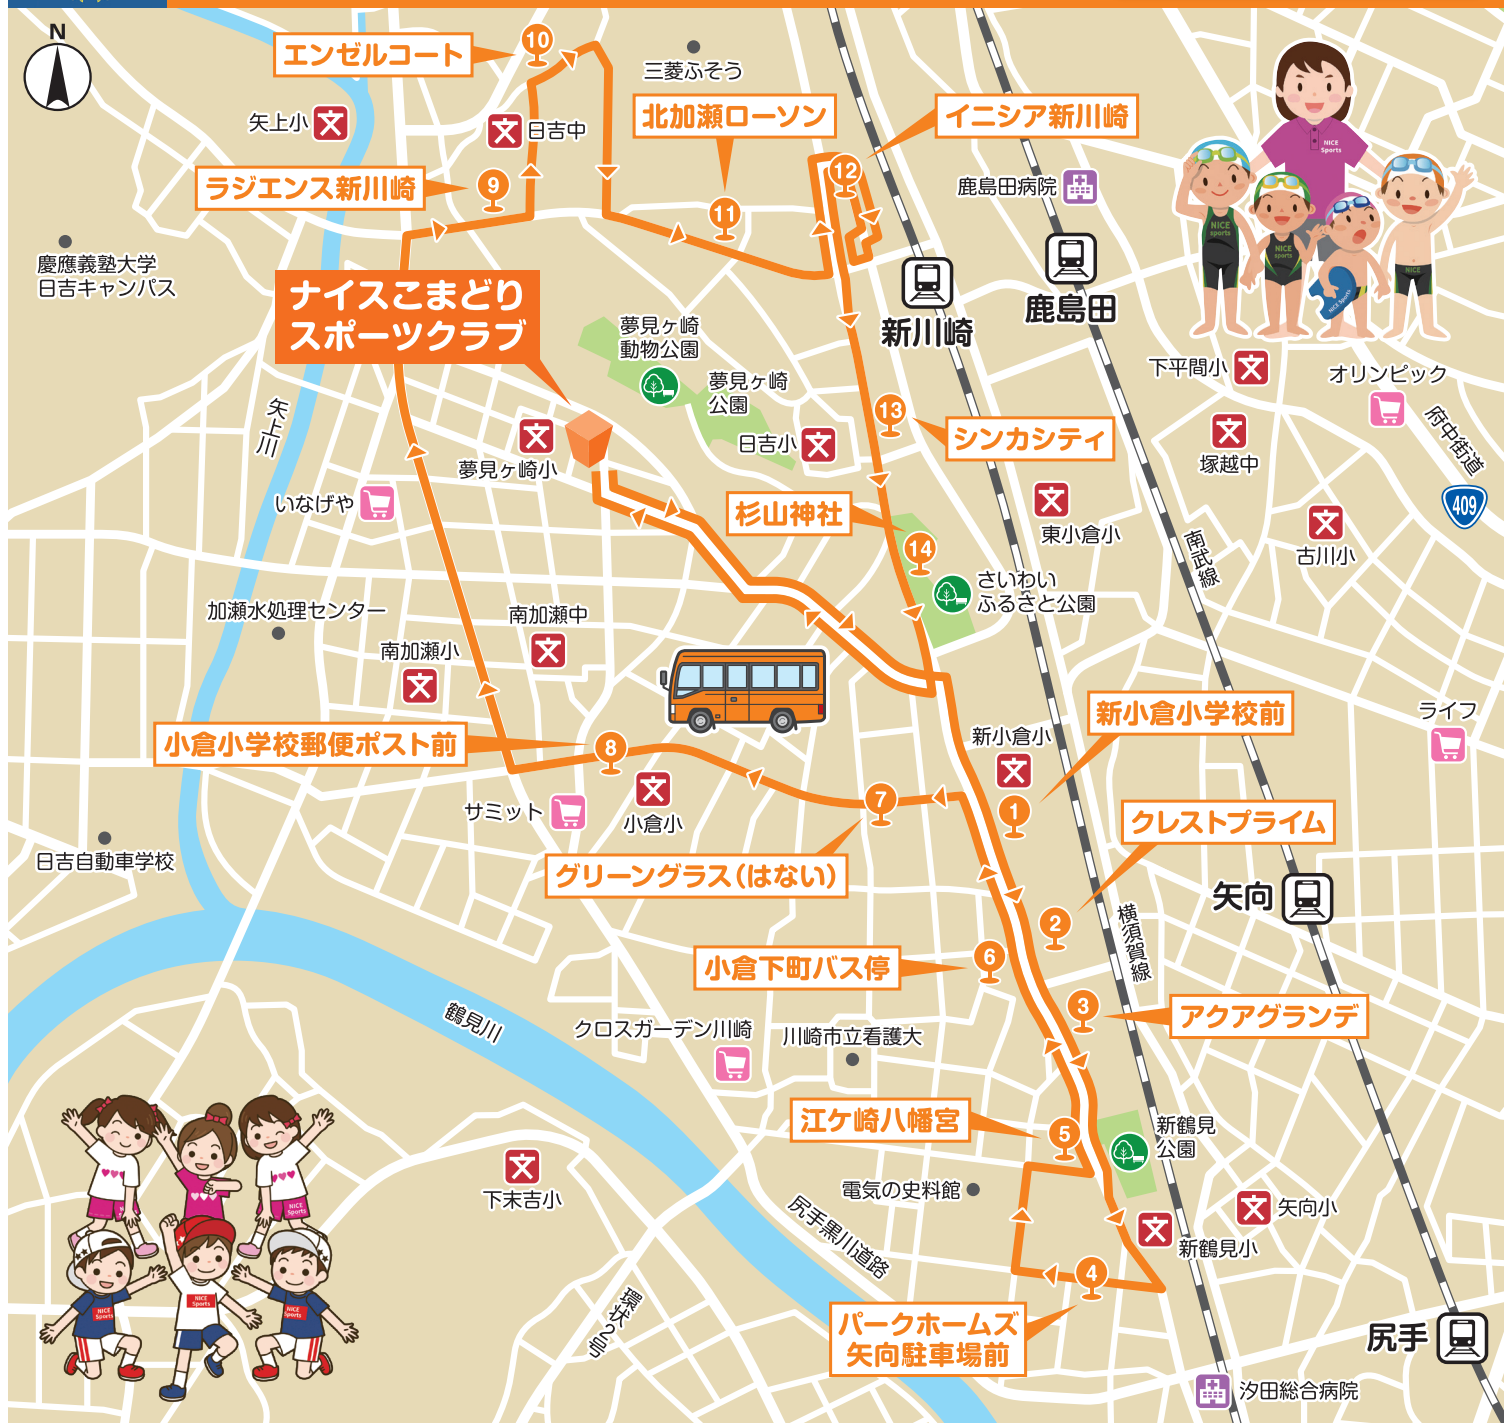 N
エンゼルコート
10
三菱ふそう
矢上小
日吉中
北加瀬ローソン
イニシア新川崎
NICE
Sports
ラジエンス新川崎
9
11
12
鹿島田病院
NICE
sports
NICE
sports
NICE Sports
NICE
慶應義塾大学
日吉キャンパス
ナイスこまどり
スポーツクラブ
新川崎
鹿島田
夢見ヶ崎
動物公園
夢見ヶ崎
公園
下平間小
オリンピック
矢上川
夢見ヶ崎小
日吉小
13
シンカシティ
塚越中
府中街道
409
いなげや
杉山神社
14
東小倉小
南武線
古川小
さいわい
ふるさと公園
加瀬水処理センター
南加瀬中
南加瀬小
新小倉小学校前
ライフ
小倉小学校郵便ポスト前
8
新小倉小
サミット
小倉小
7
1
クレストプライム
日吉自動車学校
グリーングラス(はない)
矢向
2
横須賀線
小倉下町バス停
6
3
アクアグランデ
鶴見川
クロスガーデン川崎
川崎市立看護大
江ケ崎八幡宮
5
新鶴見
公園
下末吉小
電気の史料館
矢向小
尻手黒川道路
新鶴見小
4
NICE
Sports
NICE
Sports
NICE
Sports
NICE
Sports
環状2号
パークホームズ
矢向駐車場前
尻手
汐田総合病院